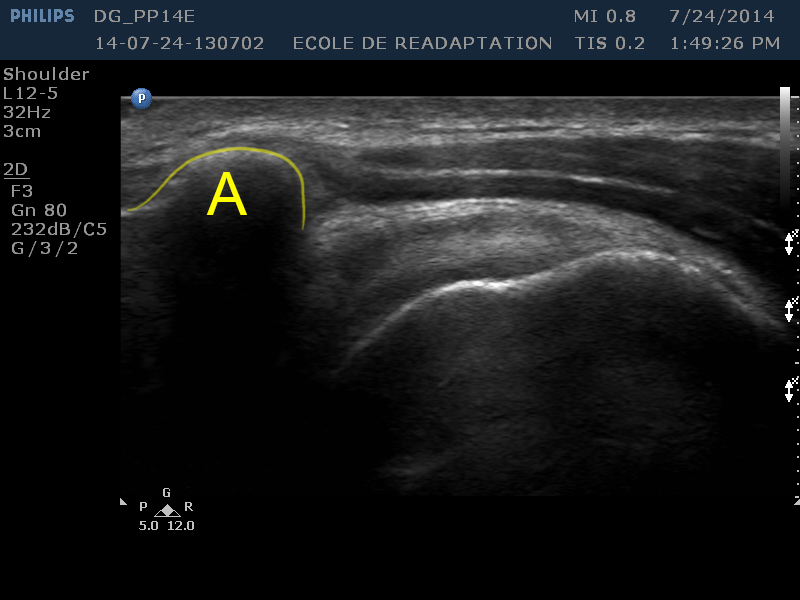 PHILIPS DG_PP14E MI 0.8 7/24/2014
14-07-24-130702 ECOLE DE READAPTATION TIS 0.2 1:49:26 PM
Shoulder
L12-5
32Hz
3cm
2D
F3
Gn 80
232dB/C5
G/3/2
P
A
G
P R
5.0 12.0